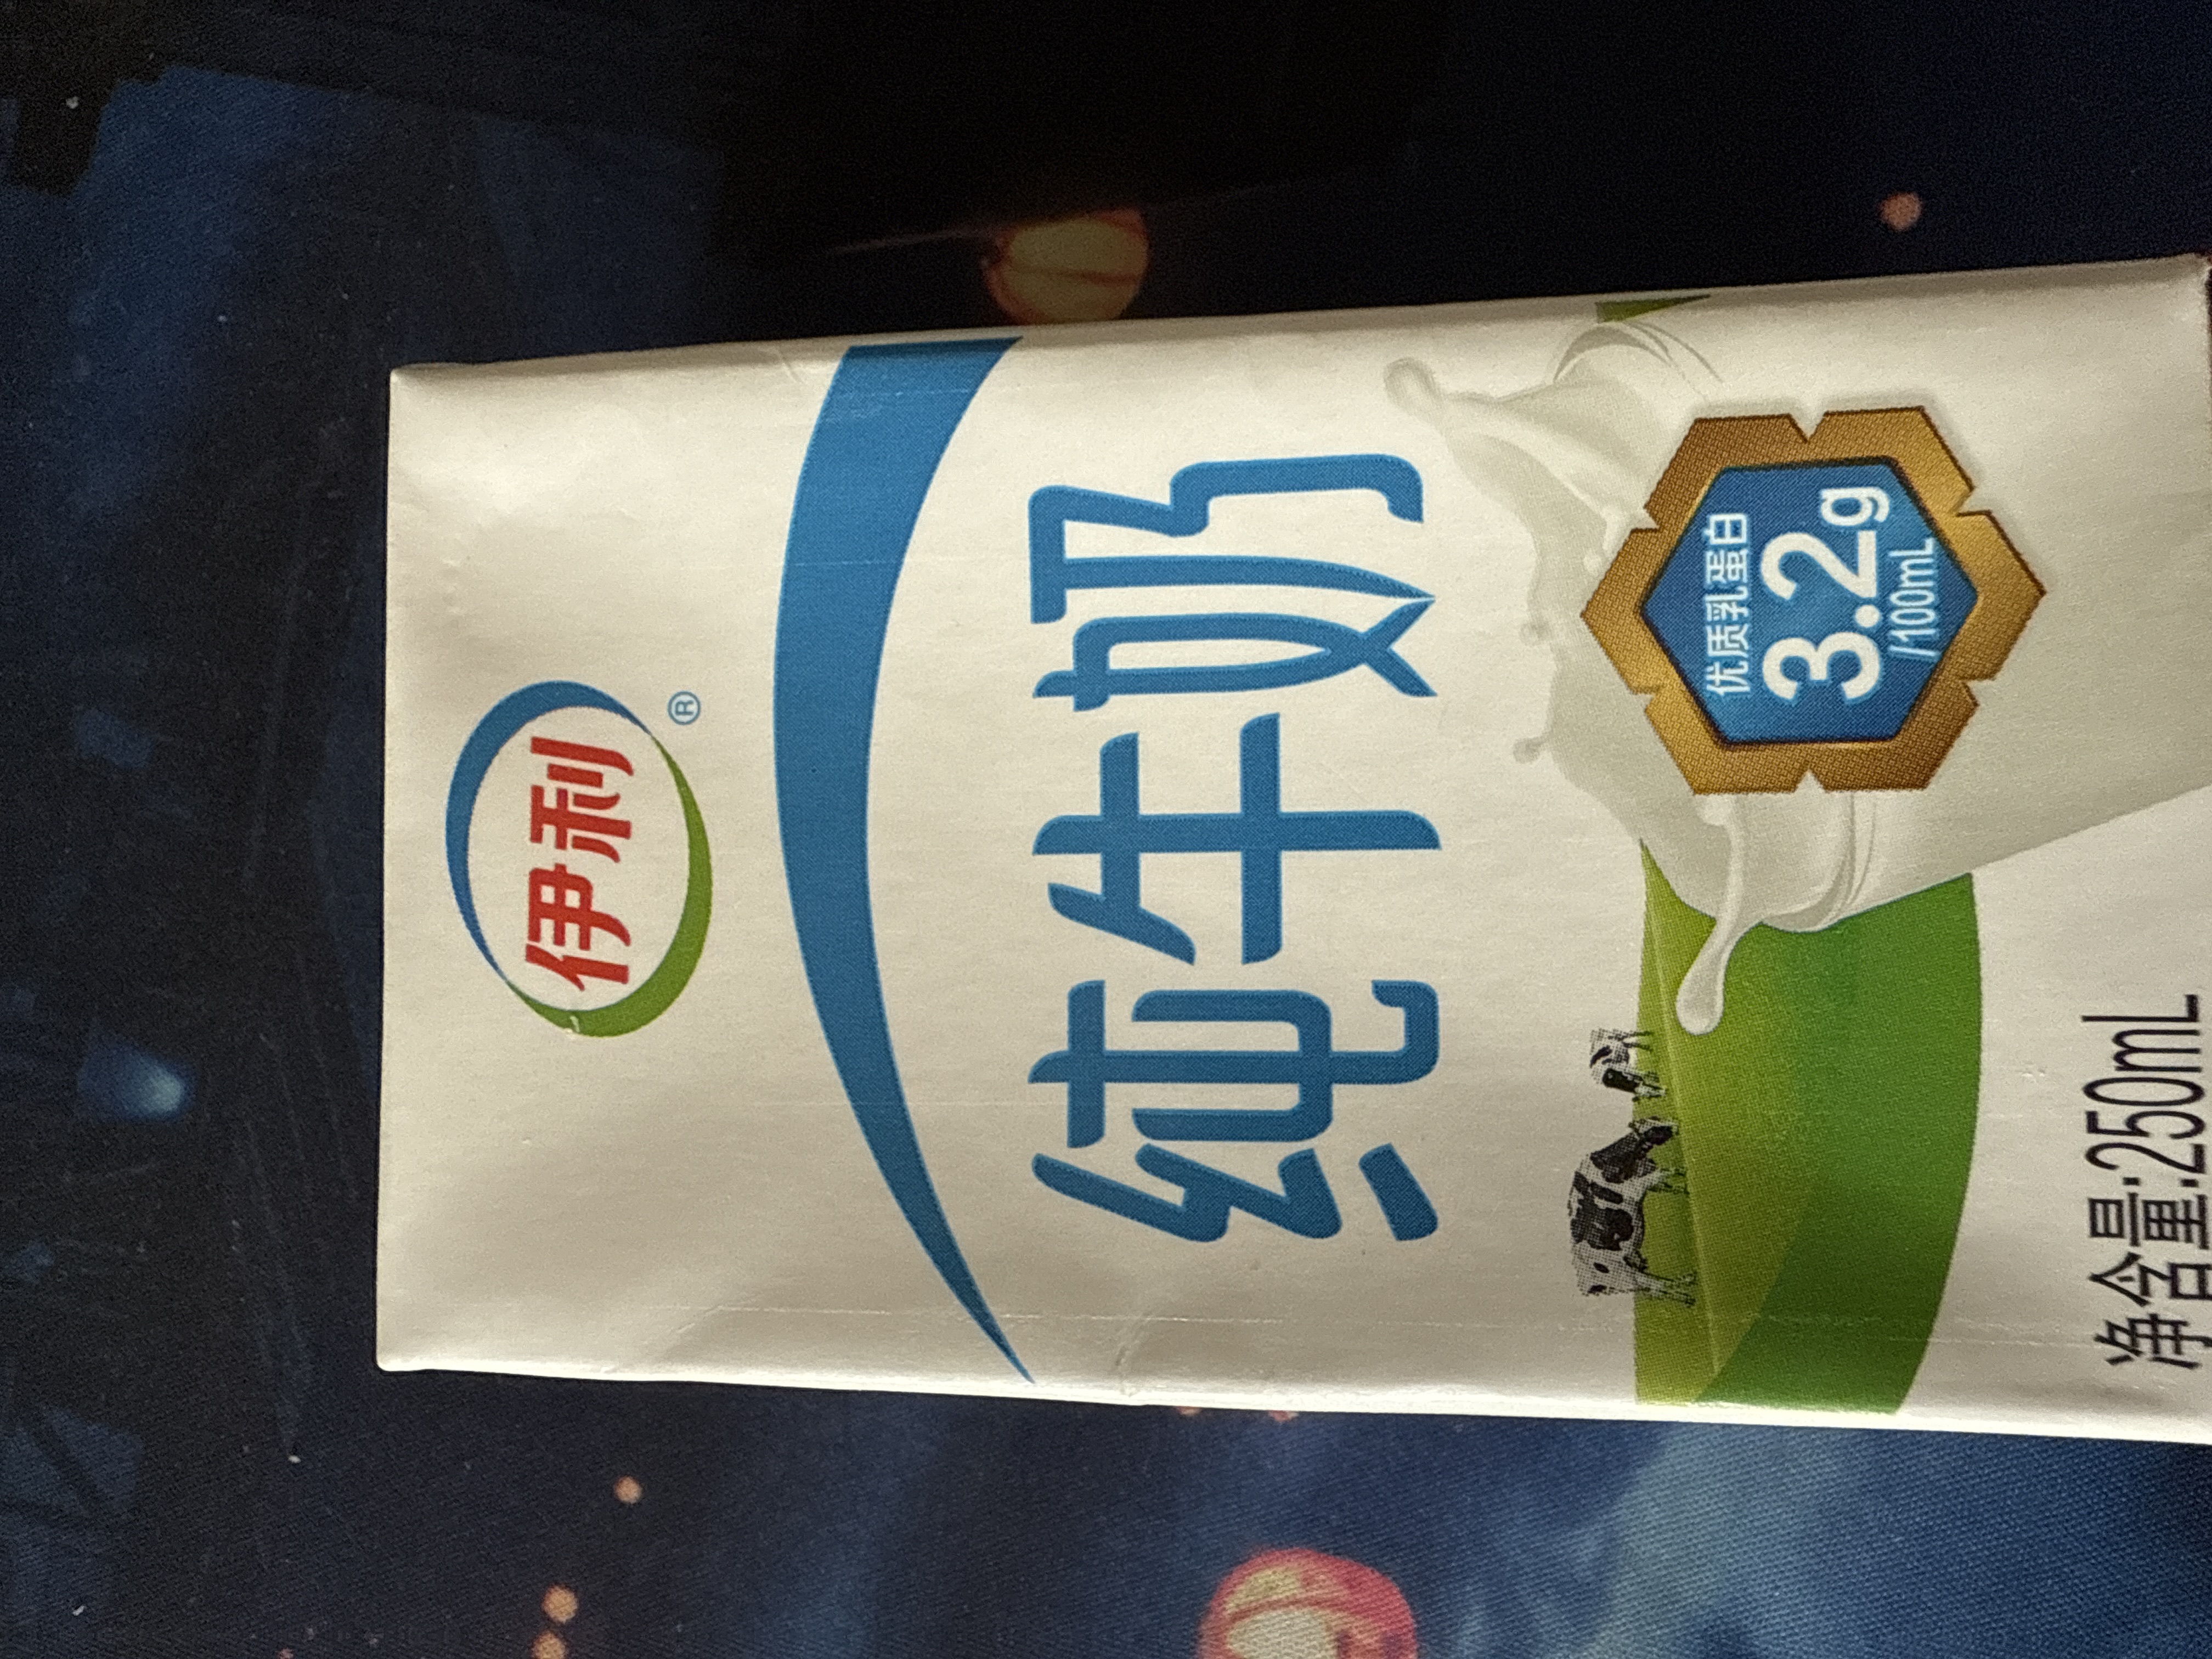 伊利
®
纯牛奶
优质乳蛋白
3.2g
/100mL
净含量:250mL